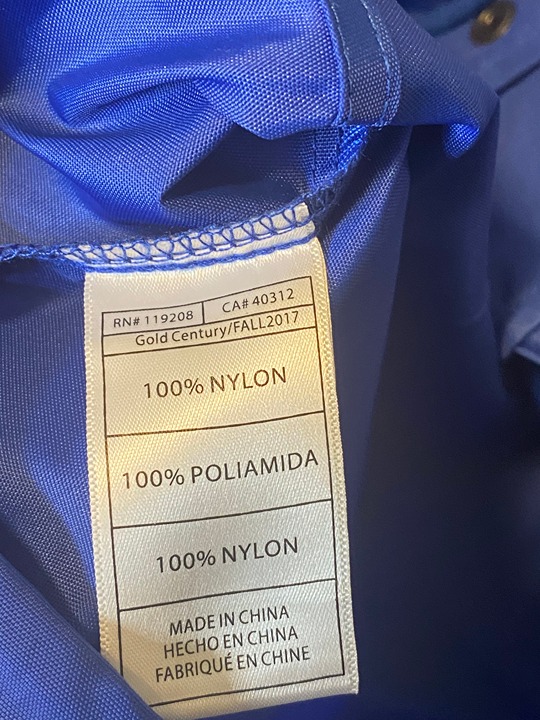 RN# 119208 CA# 40312
Gold Century/FALL2017
100% NYLON
100% POLIAMIDA
100% NYLON
MADE IN CHINA
HECHO EN CHINA
FABRIQUÉ EN CHINE